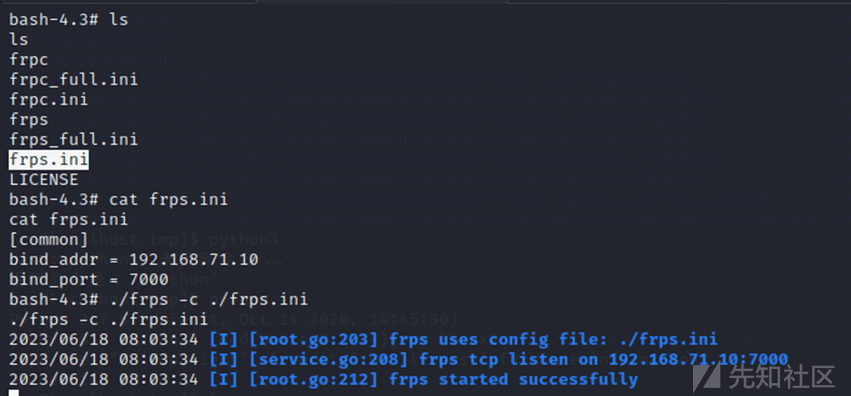 bash-4.3# ls
ls
frpc
frpc_full.ini
frpc.ini
frps
frps_full.ini
frps.ini
LICENSE
bash-4.3# cat frps.ini
cat frps.ini
[common]
bind_addr = 192.168.71.10
bind_port = 7000
bash-4.3# ./frps -c ./frps.ini
./frps -c ./frps.ini
2023/06/18 08:03:34 [I] [root.go:203] frps uses config file: ./frps.ini
2023/06/18 08:03:34 [I] [service.go:208] frps tcp listen on 192.168.71.10:7000
2023/06/18 08:03:34 [I] [root.go:212] frps started successfully
先知社区